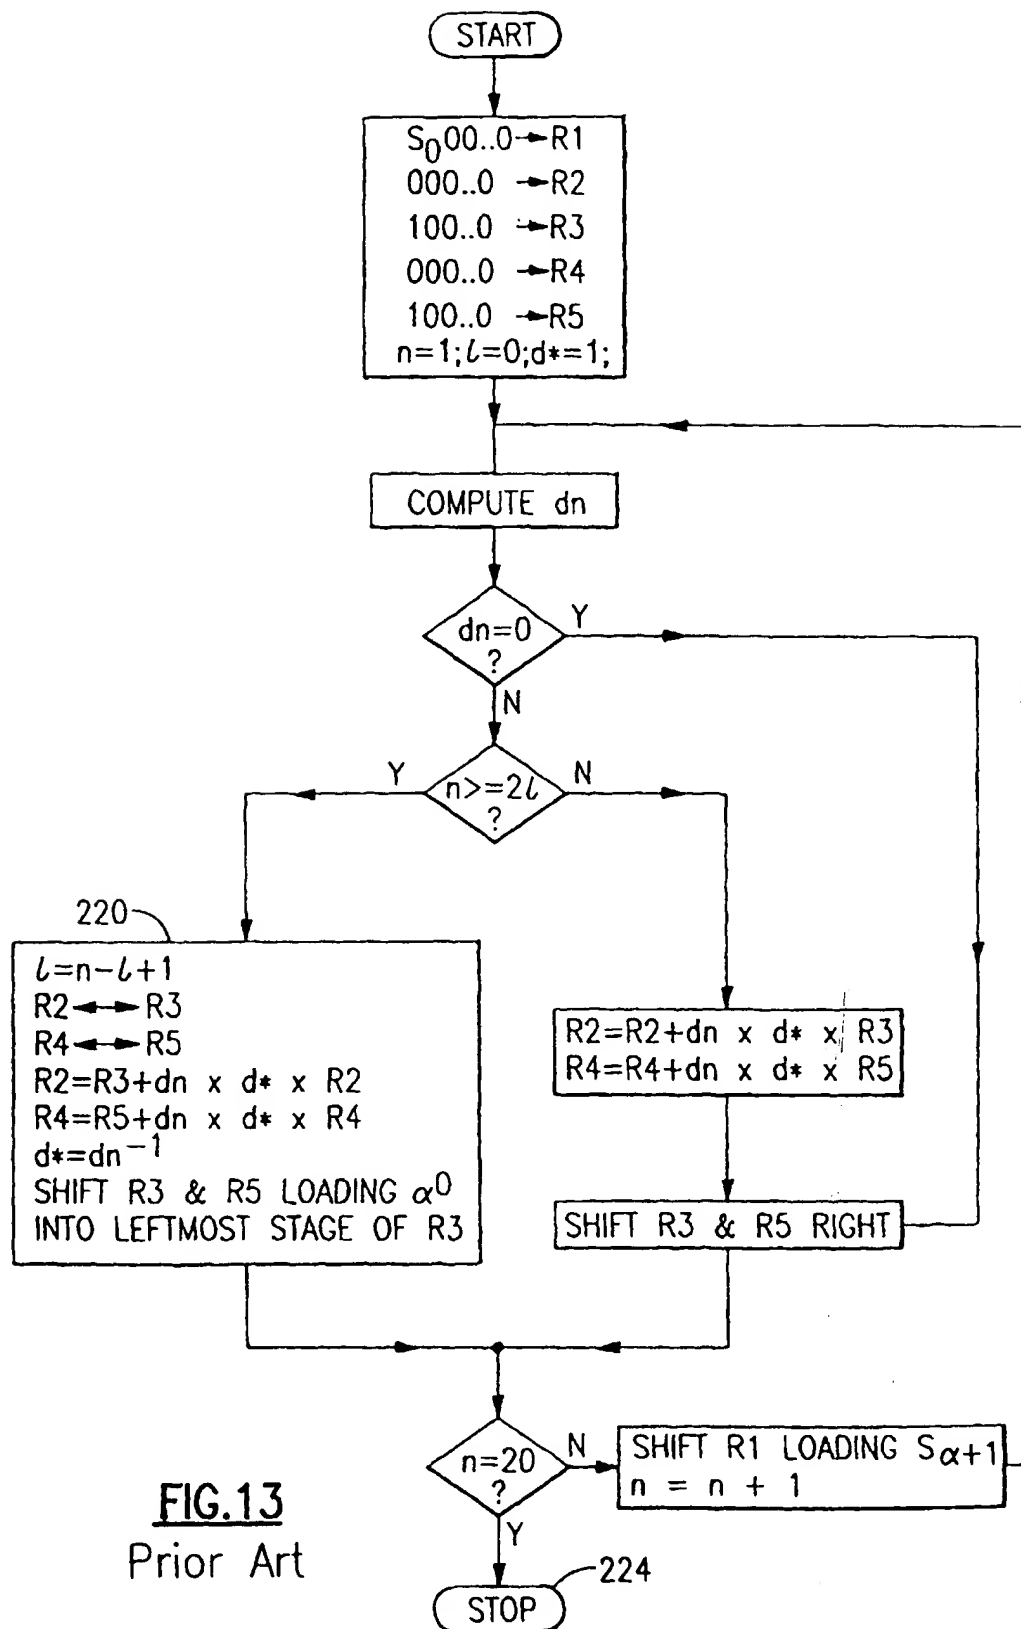 START
S₀00..0→R1
000..0 →R2
100..0 →R3
000..0 →R4
100..0 →R5
n=1;l=0;d*=1;
COMPUTE dn
dn=0
?
Y
N
n>=2l
?
Y
N
220
l=n-l+1
R2↔R3
R4↔R5
R2=R3+dn x d* x R2
R4=R5+dn x d* x R4
d*=dn⁻¹
SHIFT R3 & R5 LOADING α⁰
INTO LEFTMOST STAGE OF R3
R2=R2+dn x d* x R3
R4=R4+dn x d* x R5
SHIFT R3 & R5 RIGHT
n=20
?
N
Y
SHIFT R1 LOADING Sα+1
n = n + 1
STOP
224
FIG.13
Prior Art